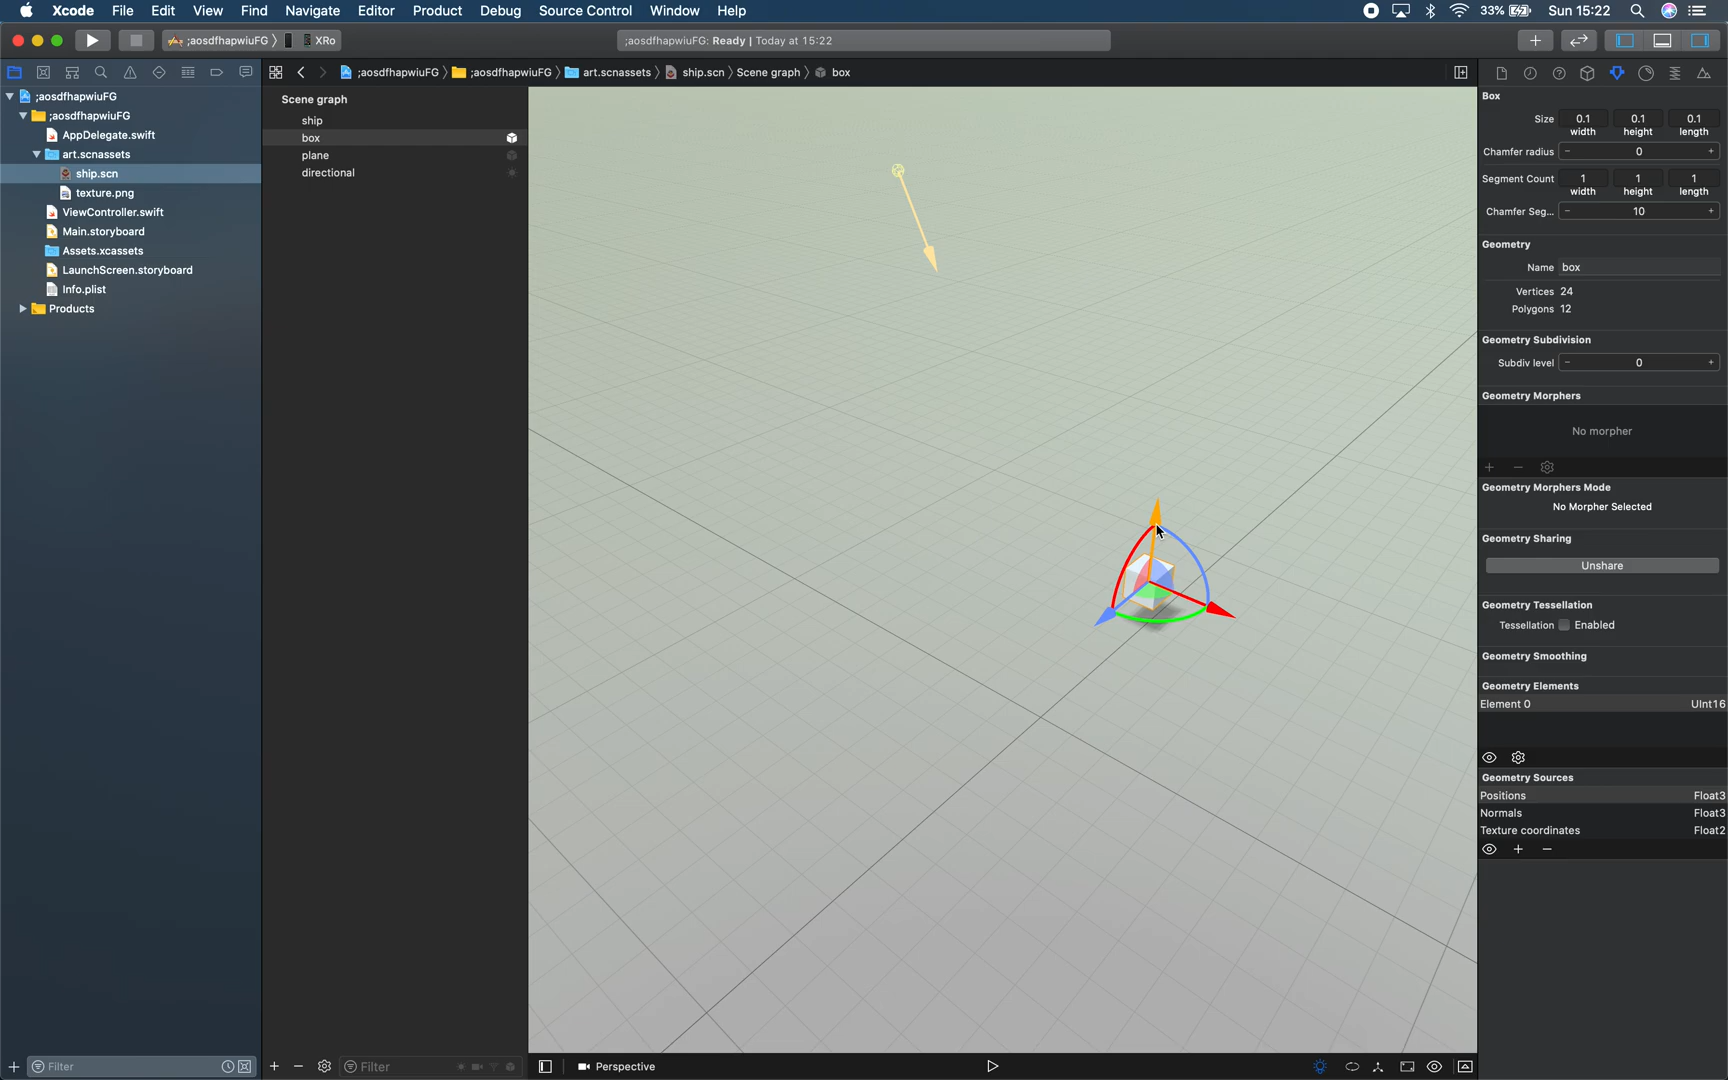 Xcode File Edit View Find Navigate Editor Product Debug Source Control Window Help 33% Sun 15:22
;aosdfhapwiuFG XRo ;aosdfhapwiuFG: Ready | Today at 15:22
;aosdfhapwiuFG ;aosdfhapwiuFG art.scnassets ship.scn Scene graph box
;aosdfhapwiuFG
;aosdfhapwiuFG
AppDelegate.swift
art.scnassets
ship.scn
texture.png
ViewController.swift
Main.storyboard
Assets.xcassets
LaunchScreen.storyboard
Info.plist
Products
Filter
Scene graph
ship
box
plane
directional
Filter
Perspective
Box
Size 0.1 0.1 0.1
width height length
Chamfer radius − 0 +
Segment Count 1 1 1
width height length
Chamfer Seg... − 10 +
Geometry
Name box
Vertices 24
Polygons 12
Geometry Subdivision
Subdiv level − 0 +
Geometry Morphers
No morpher
Geometry Morphers Mode
No Morpher Selected
Geometry Sharing
Unshare
Geometry Tessellation
Tessellation Enabled
Geometry Smoothing
Geometry Elements
Element 0 UInt16
Geometry Sources
Positions Float3
Normals Float3
Texture coordinates Float2